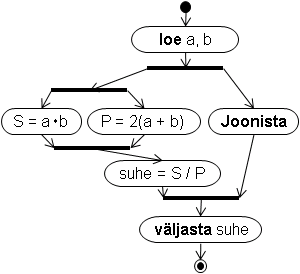 loe a, b
S = a•b
P = 2(a + b)
Joonista
suhe = S / P
väljasta suhe